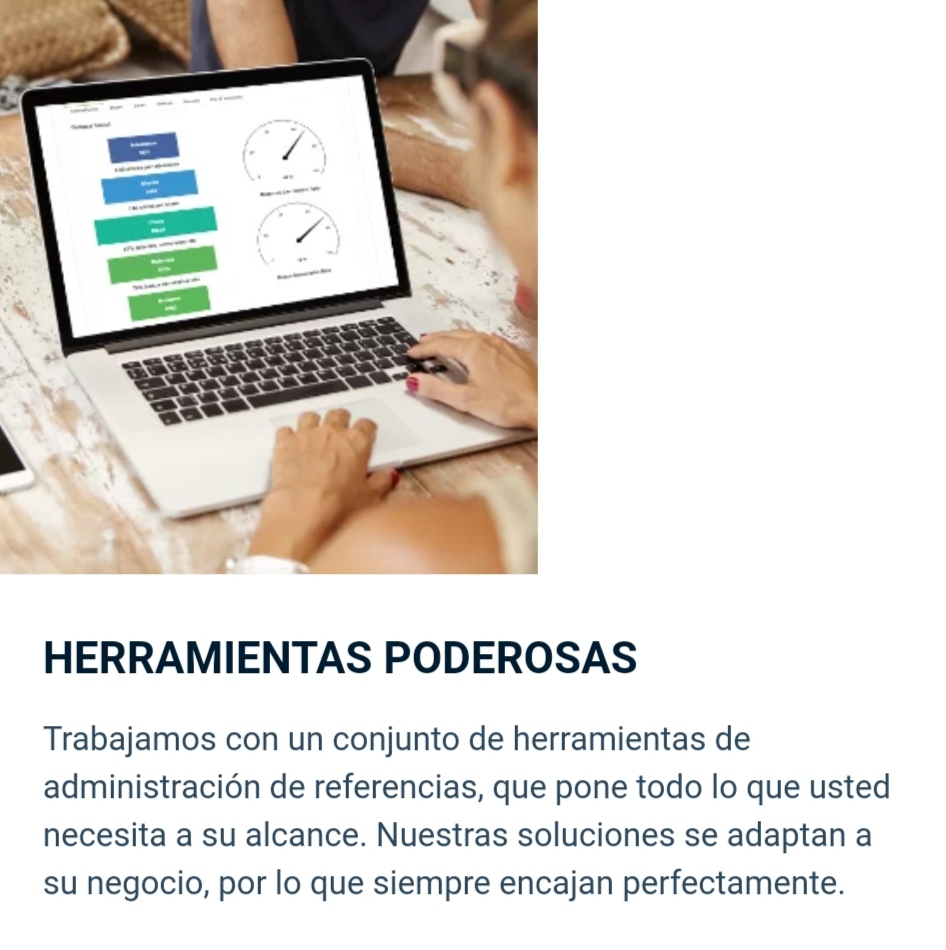 HERRAMIENTAS PODEROSAS
Trabajamos con un conjunto de herramientas de
administración de referencias, que pone todo lo que usted
necesita a su alcance. Nuestras soluciones se adaptan a
su negocio, por lo que siempre encajan perfectamente.